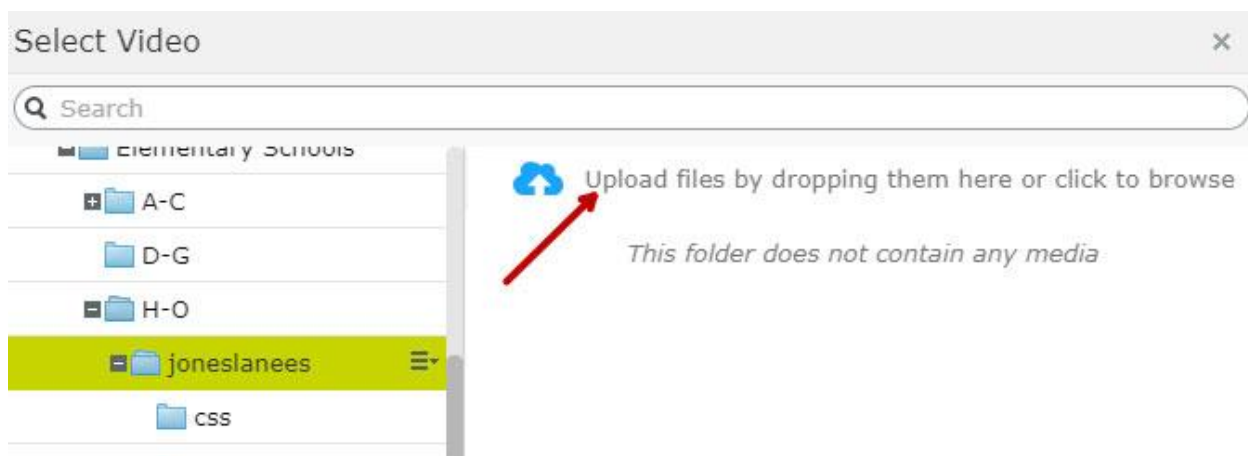 Select Video
Search
Elementary Schools
Upload files by dropping them here or click to browse
A-C
This folder does not contain any media
D-G
H-O
joneslanees
css